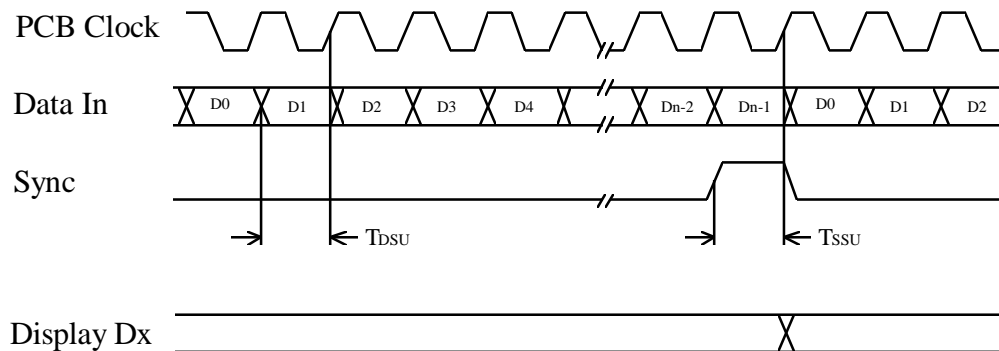 PCB Clock
Data In
D0 D1 D2 D3 D4 Dn-2 Dn-1 D0 D1 D2
Sync
TDSU TSSU
Display Dx